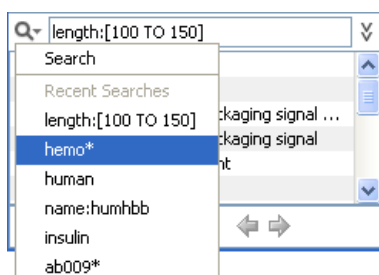 length:[100 TO 150]
Search
Recent Searches
length:[100 TO 150]
ckaging signal ...
hemo*
ckaging signal
human
name:humhbb
insulin
ab009*